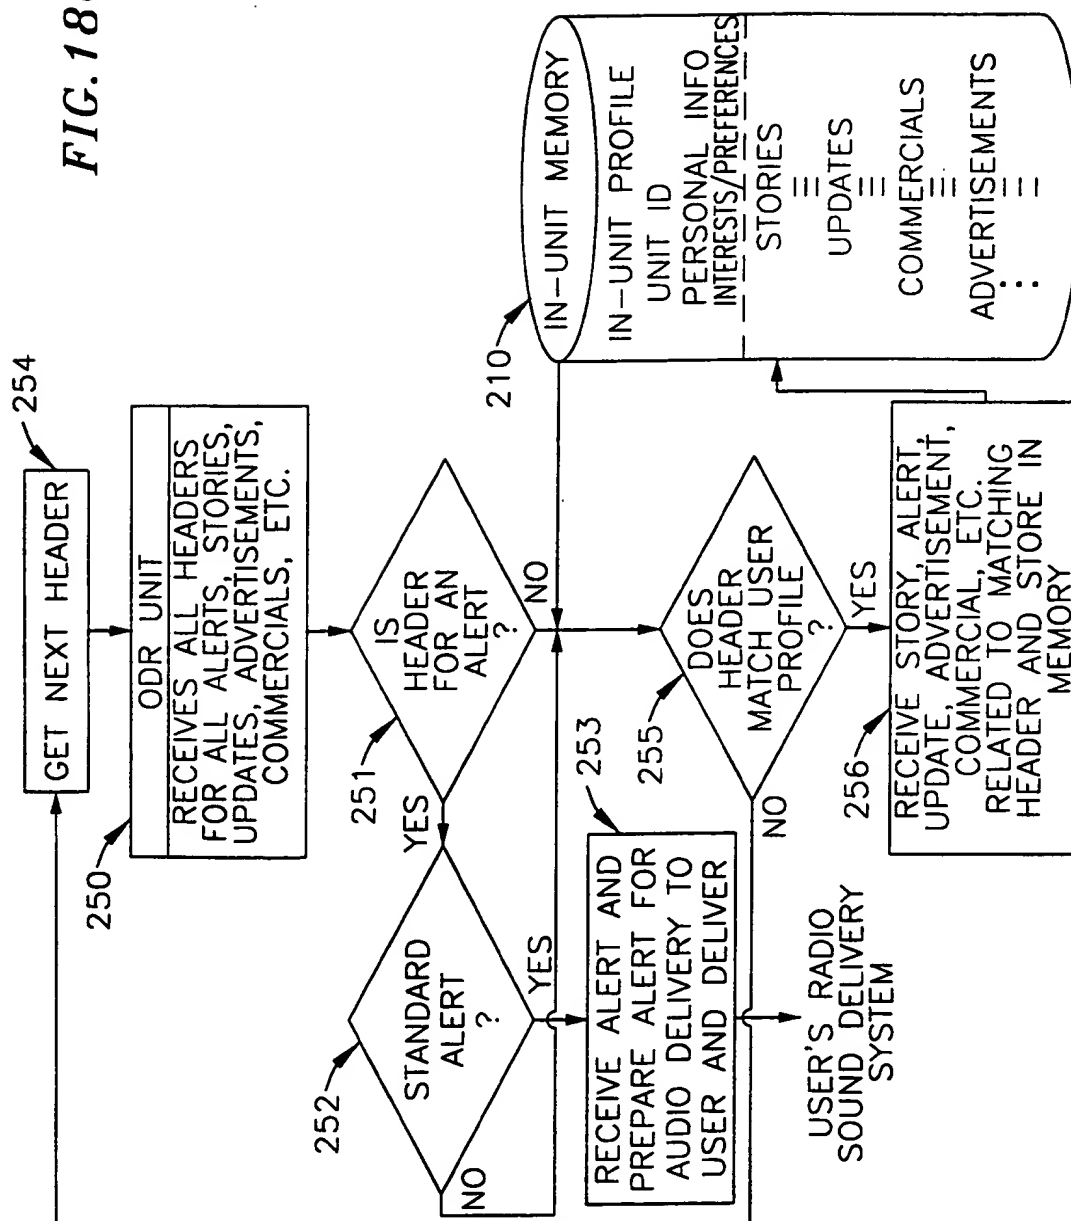 FIG.18
254
GET NEXT HEADER
250
ODR UNIT
RECEIVES ALL HEADERS
FOR ALL ALERTS, STORIES,
UPDATES, ADVERTISEMENTS,
COMMERCIALS, ETC.
251
IS
HEADER
FOR AN
ALERT
?
YES
NO
252
STANDARD
ALERT
?
YES
NO
253
RECEIVE ALERT AND
PREPARE ALERT FOR
AUDIO DELIVERY TO
USER AND DELIVER
USER'S RADIO
SOUND DELIVERY
SYSTEM
255
DOES
HEADER
MATCH USER
PROFILE
?
NO
YES
256
RECEIVE STORY, ALERT,
UPDATE, ADVERTISEMENT,
COMMERCIAL, ETC.
RELATED TO MATCHING
HEADER AND STORE IN
MEMORY
210
IN-UNIT MEMORY
IN-UNIT PROFILE
UNIT ID
PERSONAL INFO
INTERESTS/PREFERENCES
STORIES
UPDATES
COMMERCIALS
ADVERTISEMENTS